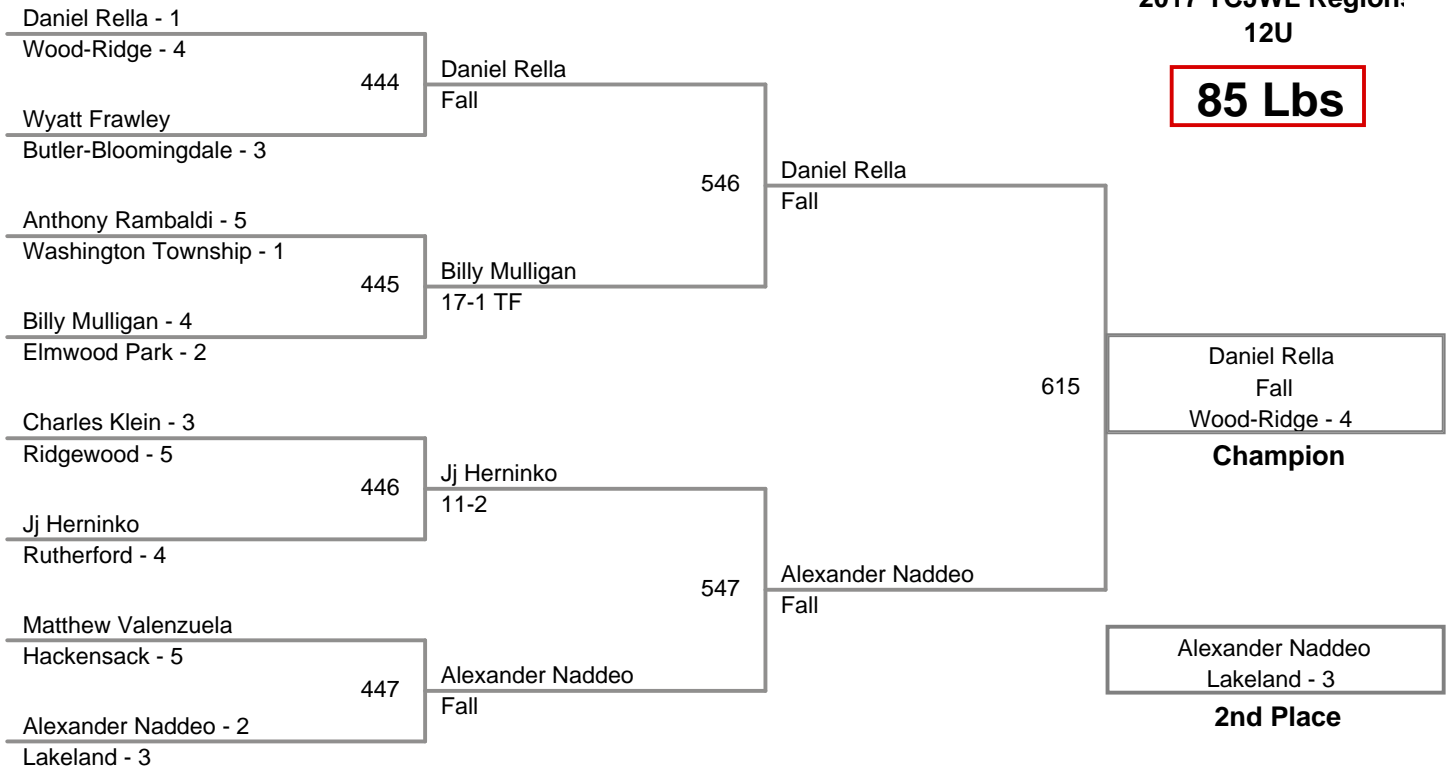 2017 TCJWL
12U
85 Lbs
Daniel Rella - 1
Wood-Ridge - 4
444
Wyatt Frawley
Butler-Bloomingdale - 3
Daniel Rella
Fall
Anthony Rambaldi - 5
Washington Township - 1
445
Billy Mulligan - 4
Elmwood Park - 2
Billy Mulligan
17-1 TF
546
Daniel Rella
Fall
Charles Klein - 3
Ridgewood - 5
446
Jj Herninko
Rutherford - 4
Jj Herninko
11-2
Matthew Valenzuela
Hackensack - 5
447
Alexander Naddeo - 2
Lakeland - 3
Alexander Naddeo
Fall
547
Alexander Naddeo
Fall
615
Daniel Rella
Fall
Wood-Ridge - 4
Champion
Alexander Naddeo
Lakeland - 3
2nd Place